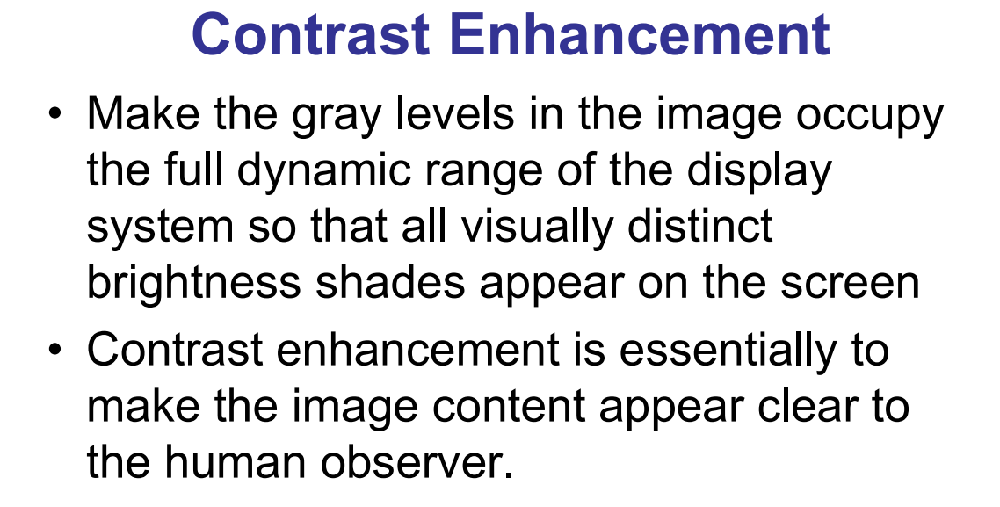 Contrast Enhancement
• Make the gray levels in the image occupy
the full dynamic range of the display
system so that all visually distinct
brightness shades appear on the screen
• Contrast enhancement is essentially to
make the image content appear clear to
the human observer.